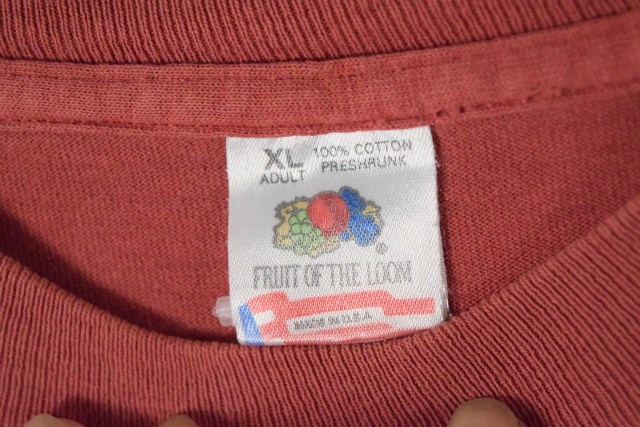 XL 100% COTTON
ADULT PRESHRUNK
FRUIT OF THE LOOM
®
MADE IN U.S.A.